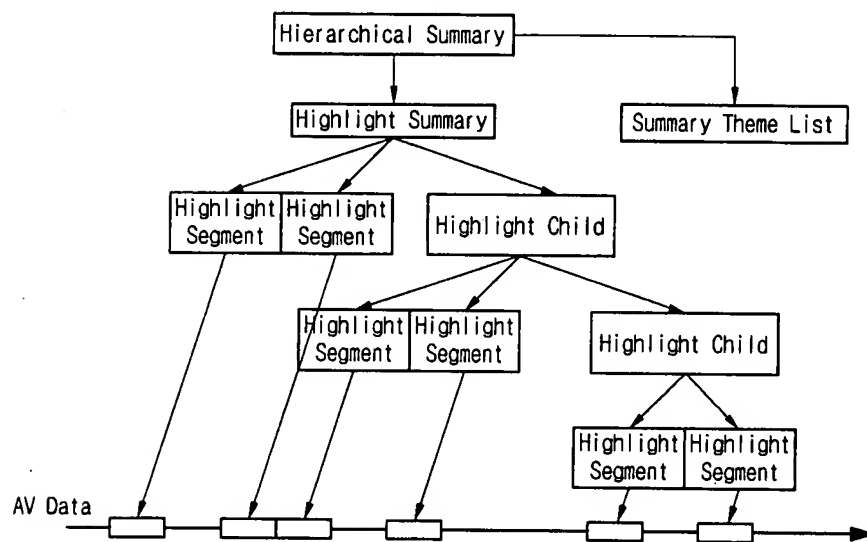 Hierarchical Summary
Highlight Summary
Summary Theme List
Highlight
Segment
Highlight
Segment
Highlight Child
Highlight
Segment
Highlight
Segment
Highlight Child
Highlight
Segment
Highlight
Segment
AV Data